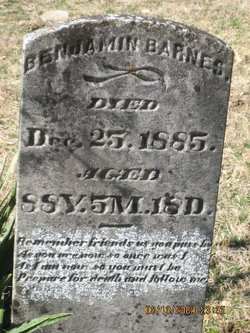 BENJAMIN BARNES.
DIED
Dec. 25, 1885.
AGED
88Y. 5M. 18D.
Remember friends as you pass by
As you are now so once was I
As I am now so you must be
Prepare for death and follow me